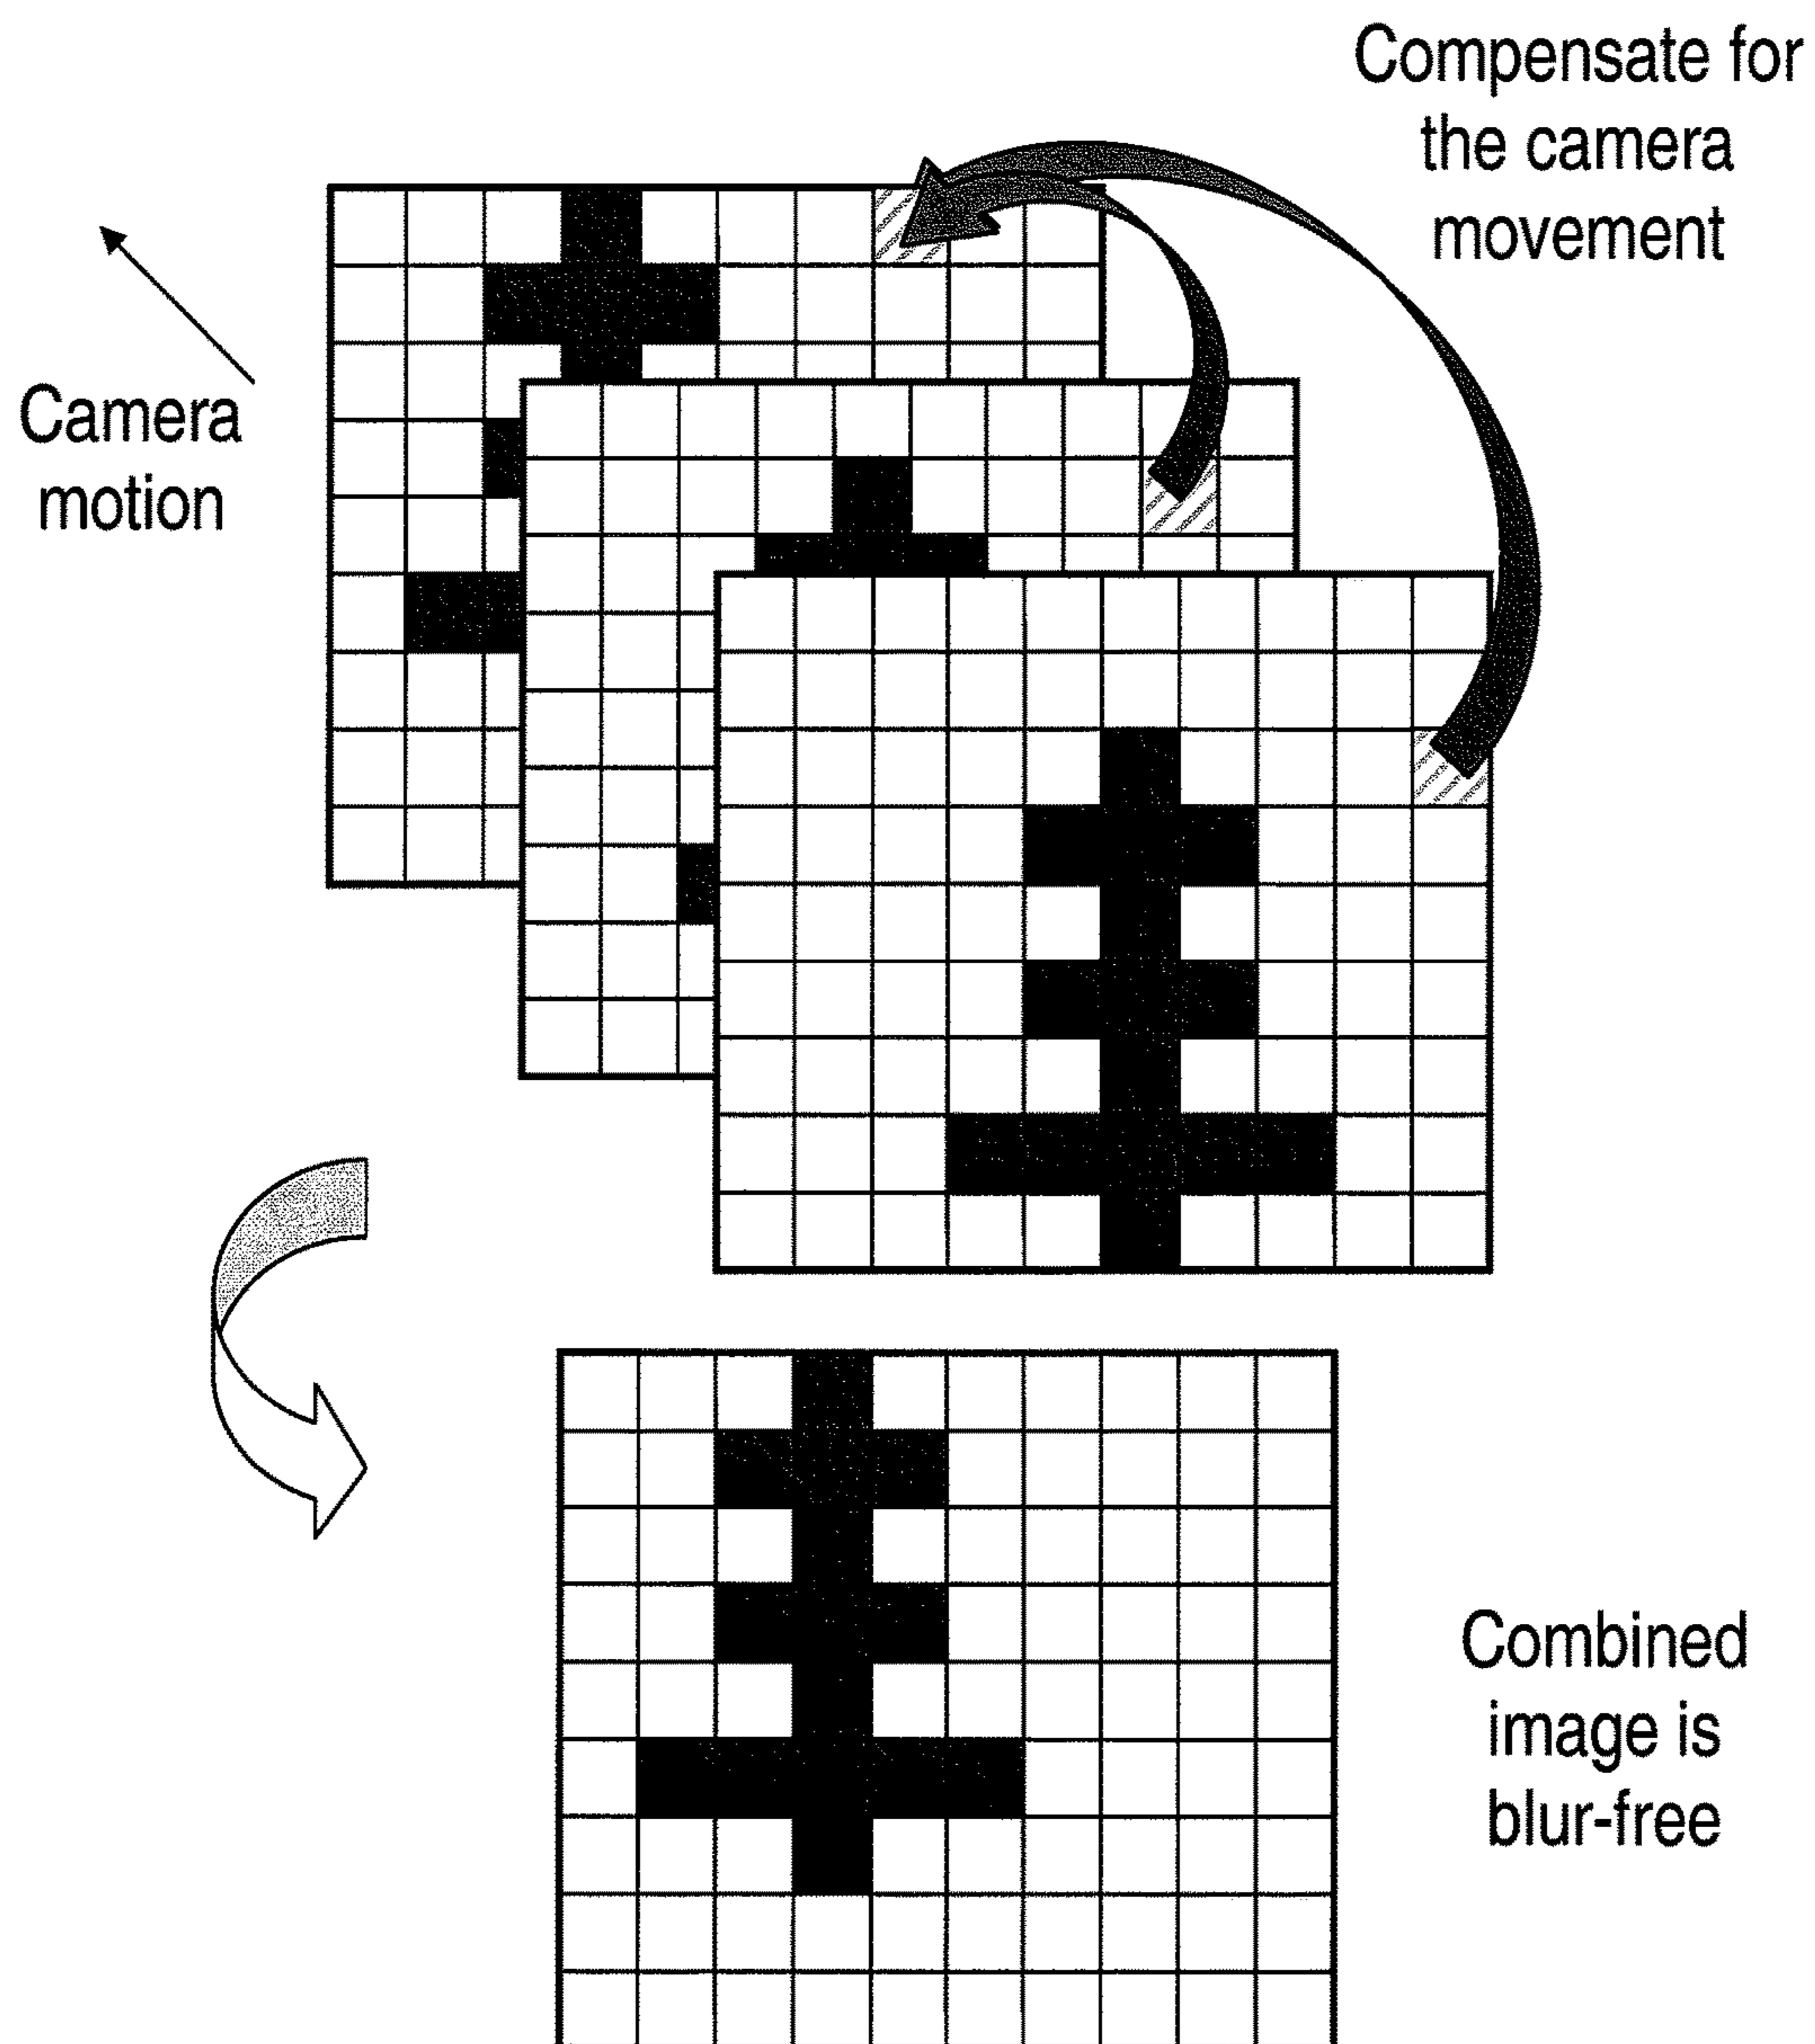 Compensate for
the camera
movement
Camera
motion
Combined
image is
blur-free